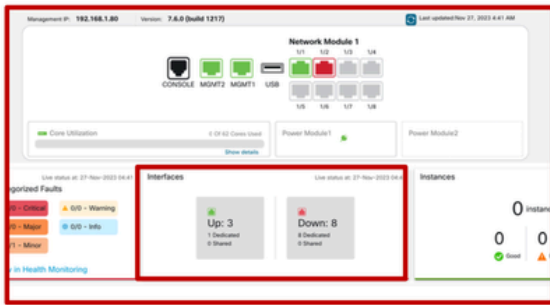 Management IP: 192.168.1.80 Version: 7.6.0 (build 1217) Last updated: Nov 27, 2023 4:41 AM
Network Module 1
1/1 1/2 1/3 1/4
CONSOLE MGMT2 MGMT1 USB
1/5 1/6 1/7 1/8
Core Utilization 0 Of 62 Cores Used
Show details
Power Module1
Power Module2
Live status at: 27-Nov-2023 04:41
egorized Faults
0/0 - Critical 0/0 - Warning
0/0 - Major 0/0 - Info
/1 - Minor
w in Health Monitoring
Interfaces Live status at: 27-Nov-2023 04:4
Up: 3
1 Dedicated
0 Shared
Down: 8
8 Dedicated
0 Shared
Instances
0 instanc
0 0
Good